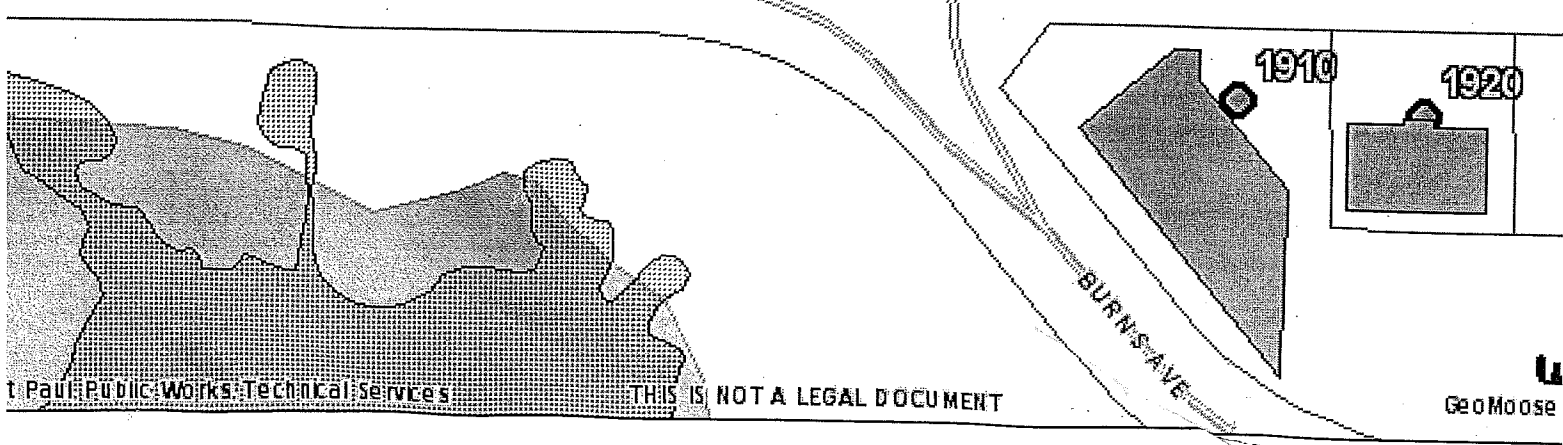 1910
1920
BURNS AVE
t Paul Public Works Technical Services
THIS IS NOT A LEGAL DOCUMENT
GeoMoose